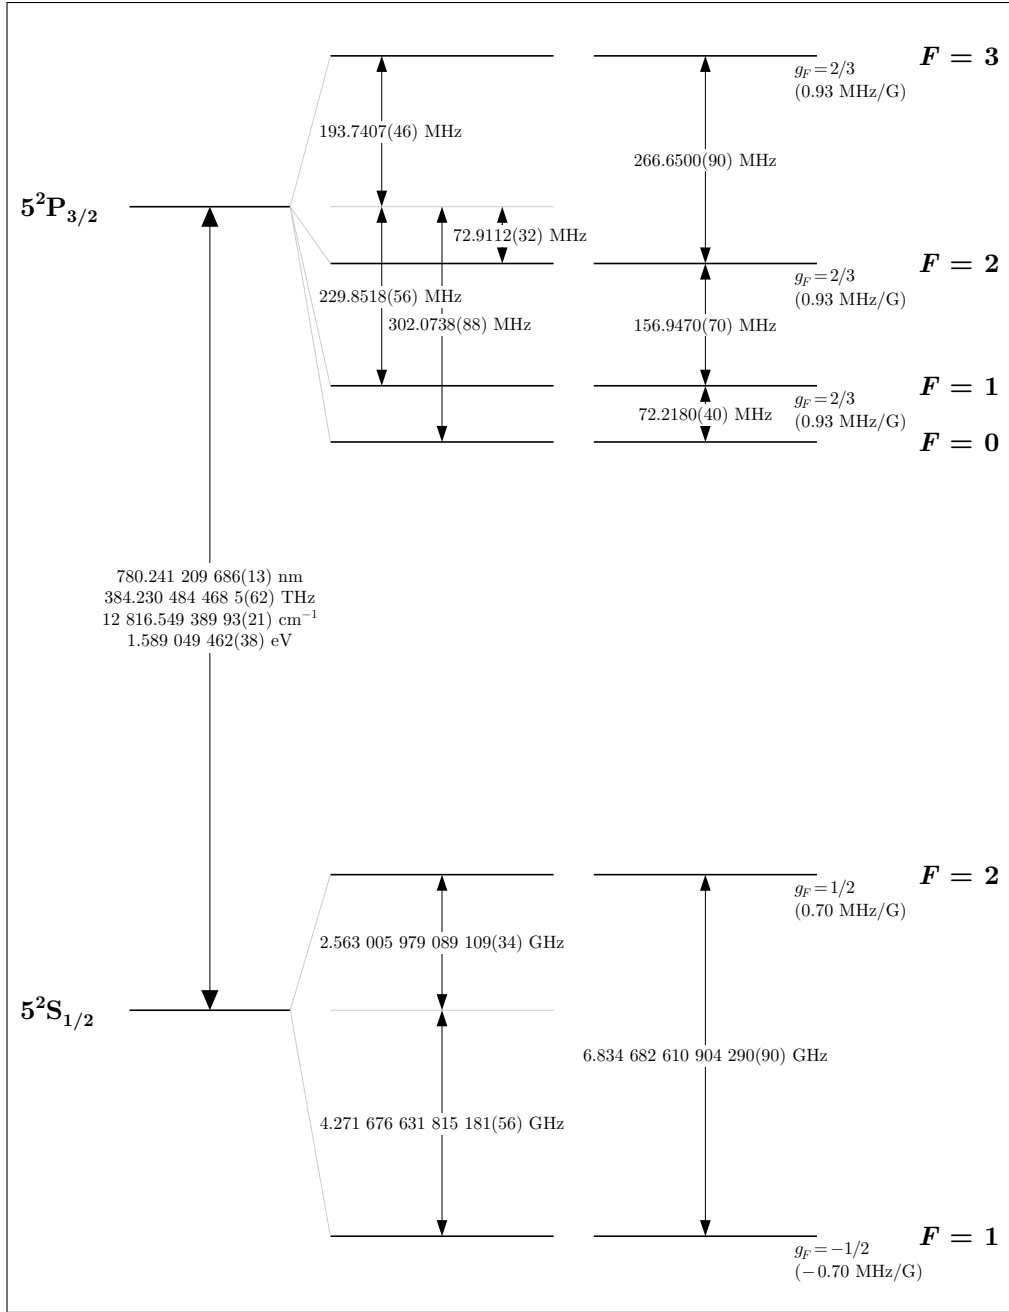 F = 3
g_F = 2/3
(0.93 MHz/G)
193.7407(46) MHz
266.6500(90) MHz
5²P₃/₂
72.9112(32) MHz
F = 2
g_F = 2/3
(0.93 MHz/G)
229.8518(56) MHz
302.0738(88) MHz
156.9470(70) MHz
F = 1
g_F = 2/3
(0.93 MHz/G)
72.2180(40) MHz
F = 0
780.241 209 686(13) nm
384.230 484 468 5(62) THz
12 816.549 389 93(21) cm⁻¹
1.589 049 462(38) eV
F = 2
g_F = 1/2
(0.70 MHz/G)
2.563 005 979 089 109(34) GHz
5²S₁/₂
6.834 682 610 904 290(90) GHz
4.271 676 631 815 181(56) GHz
F = 1
g_F = −1/2
(−0.70 MHz/G)